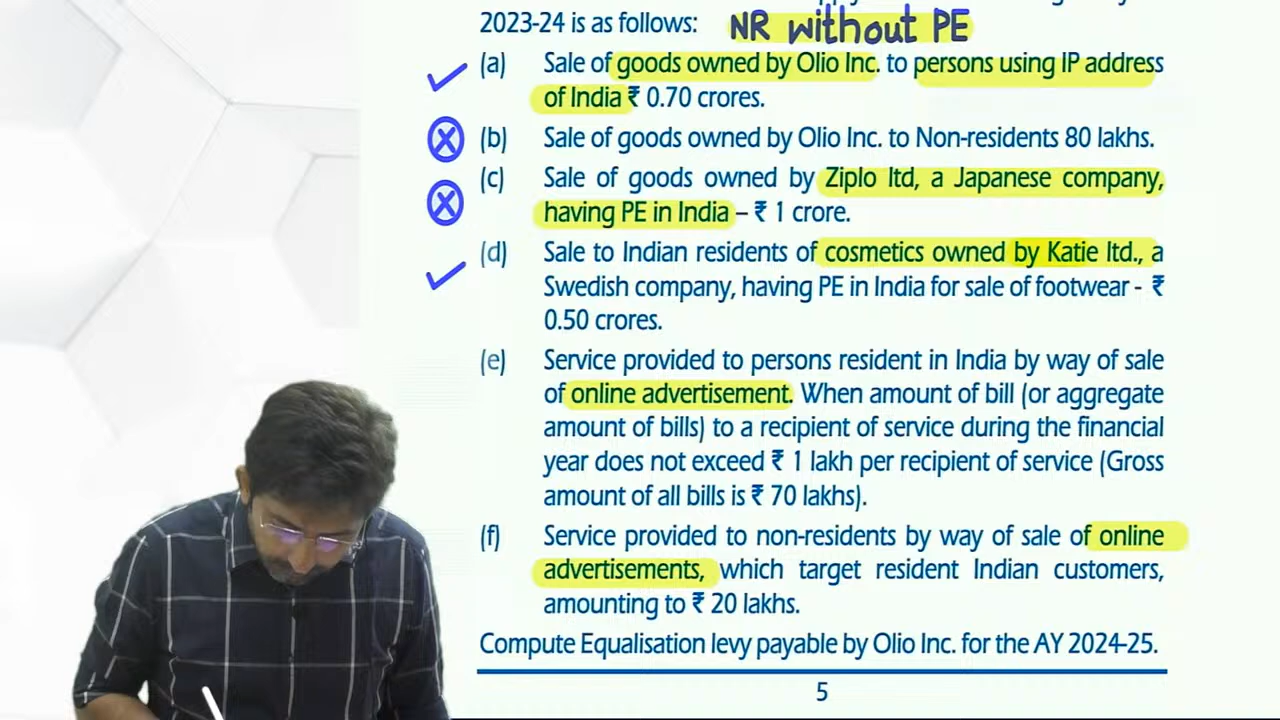 2023-24 is as follows: NR without PE
(a) Sale of goods owned by Olio Inc. to persons using IP address
of India ₹ 0.70 crores.
(b) Sale of goods owned by Olio Inc. to Non-residents 80 lakhs.
(c) Sale of goods owned by Ziplo ltd, a Japanese company,
having PE in India – ₹ 1 crore.
(d) Sale to Indian residents of cosmetics owned by Katie ltd., a
Swedish company, having PE in India for sale of footwear - ₹
0.50 crores.
(e) Service provided to persons resident in India by way of sale
of online advertisement. When amount of bill (or aggregate
amount of bills) to a recipient of service during the financial
year does not exceed ₹ 1 lakh per recipient of service (Gross
amount of all bills is ₹ 70 lakhs).
(f) Service provided to non-residents by way of sale of online
advertisements, which target resident Indian customers,
amounting to ₹ 20 lakhs.
Compute Equalisation levy payable by Olio Inc. for the AY 2024-25.
5